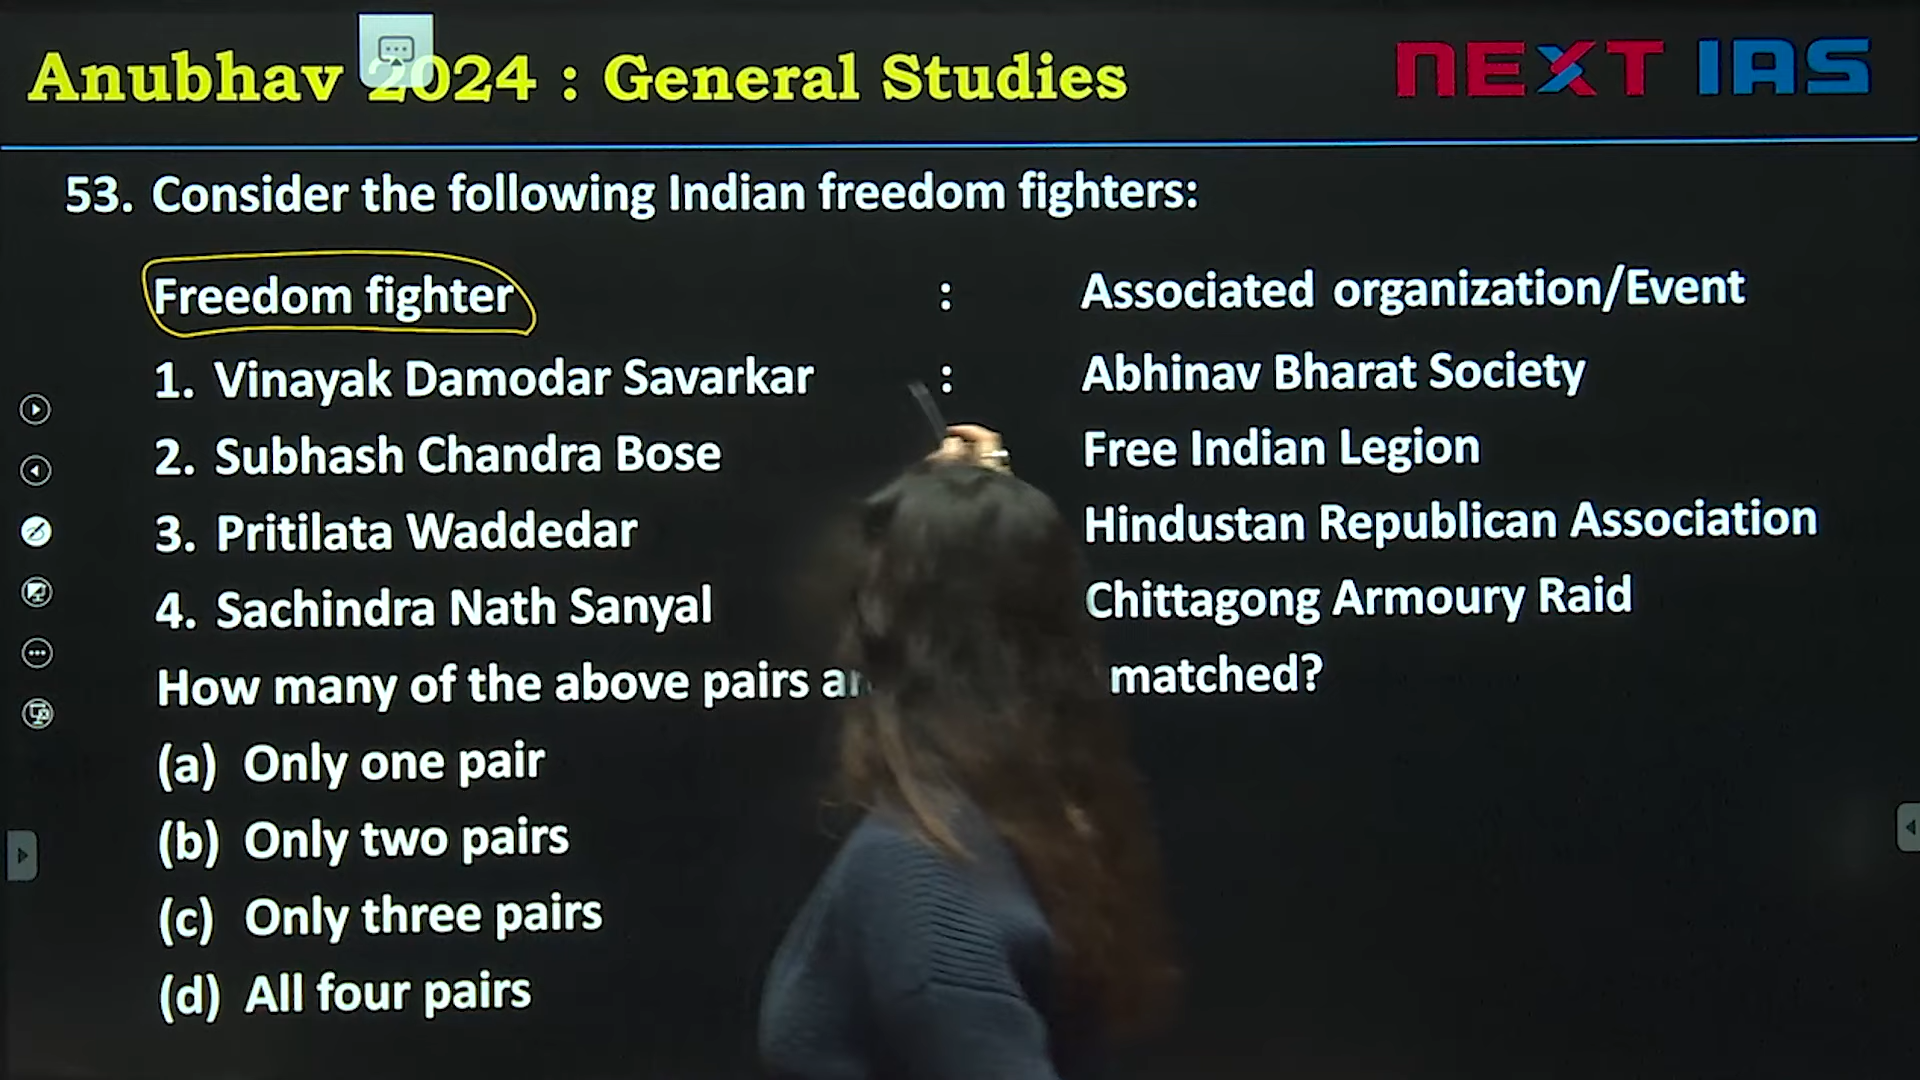 Anubhav 2024 : General Studies
NEXT IAS
53. Consider the following Indian freedom fighters:
Freedom fighter : Associated organization/Event
1. Vinayak Damodar Savarkar : Abhinav Bharat Society
2. Subhash Chandra Bose Free Indian Legion
3. Pritilata Waddedar Hindustan Republican Association
4. Sachindra Nath Sanyal Chittagong Armoury Raid
How many of the above pairs matched?
(a) Only one pair
(b) Only two pairs
(c) Only three pairs
(d) All four pairs